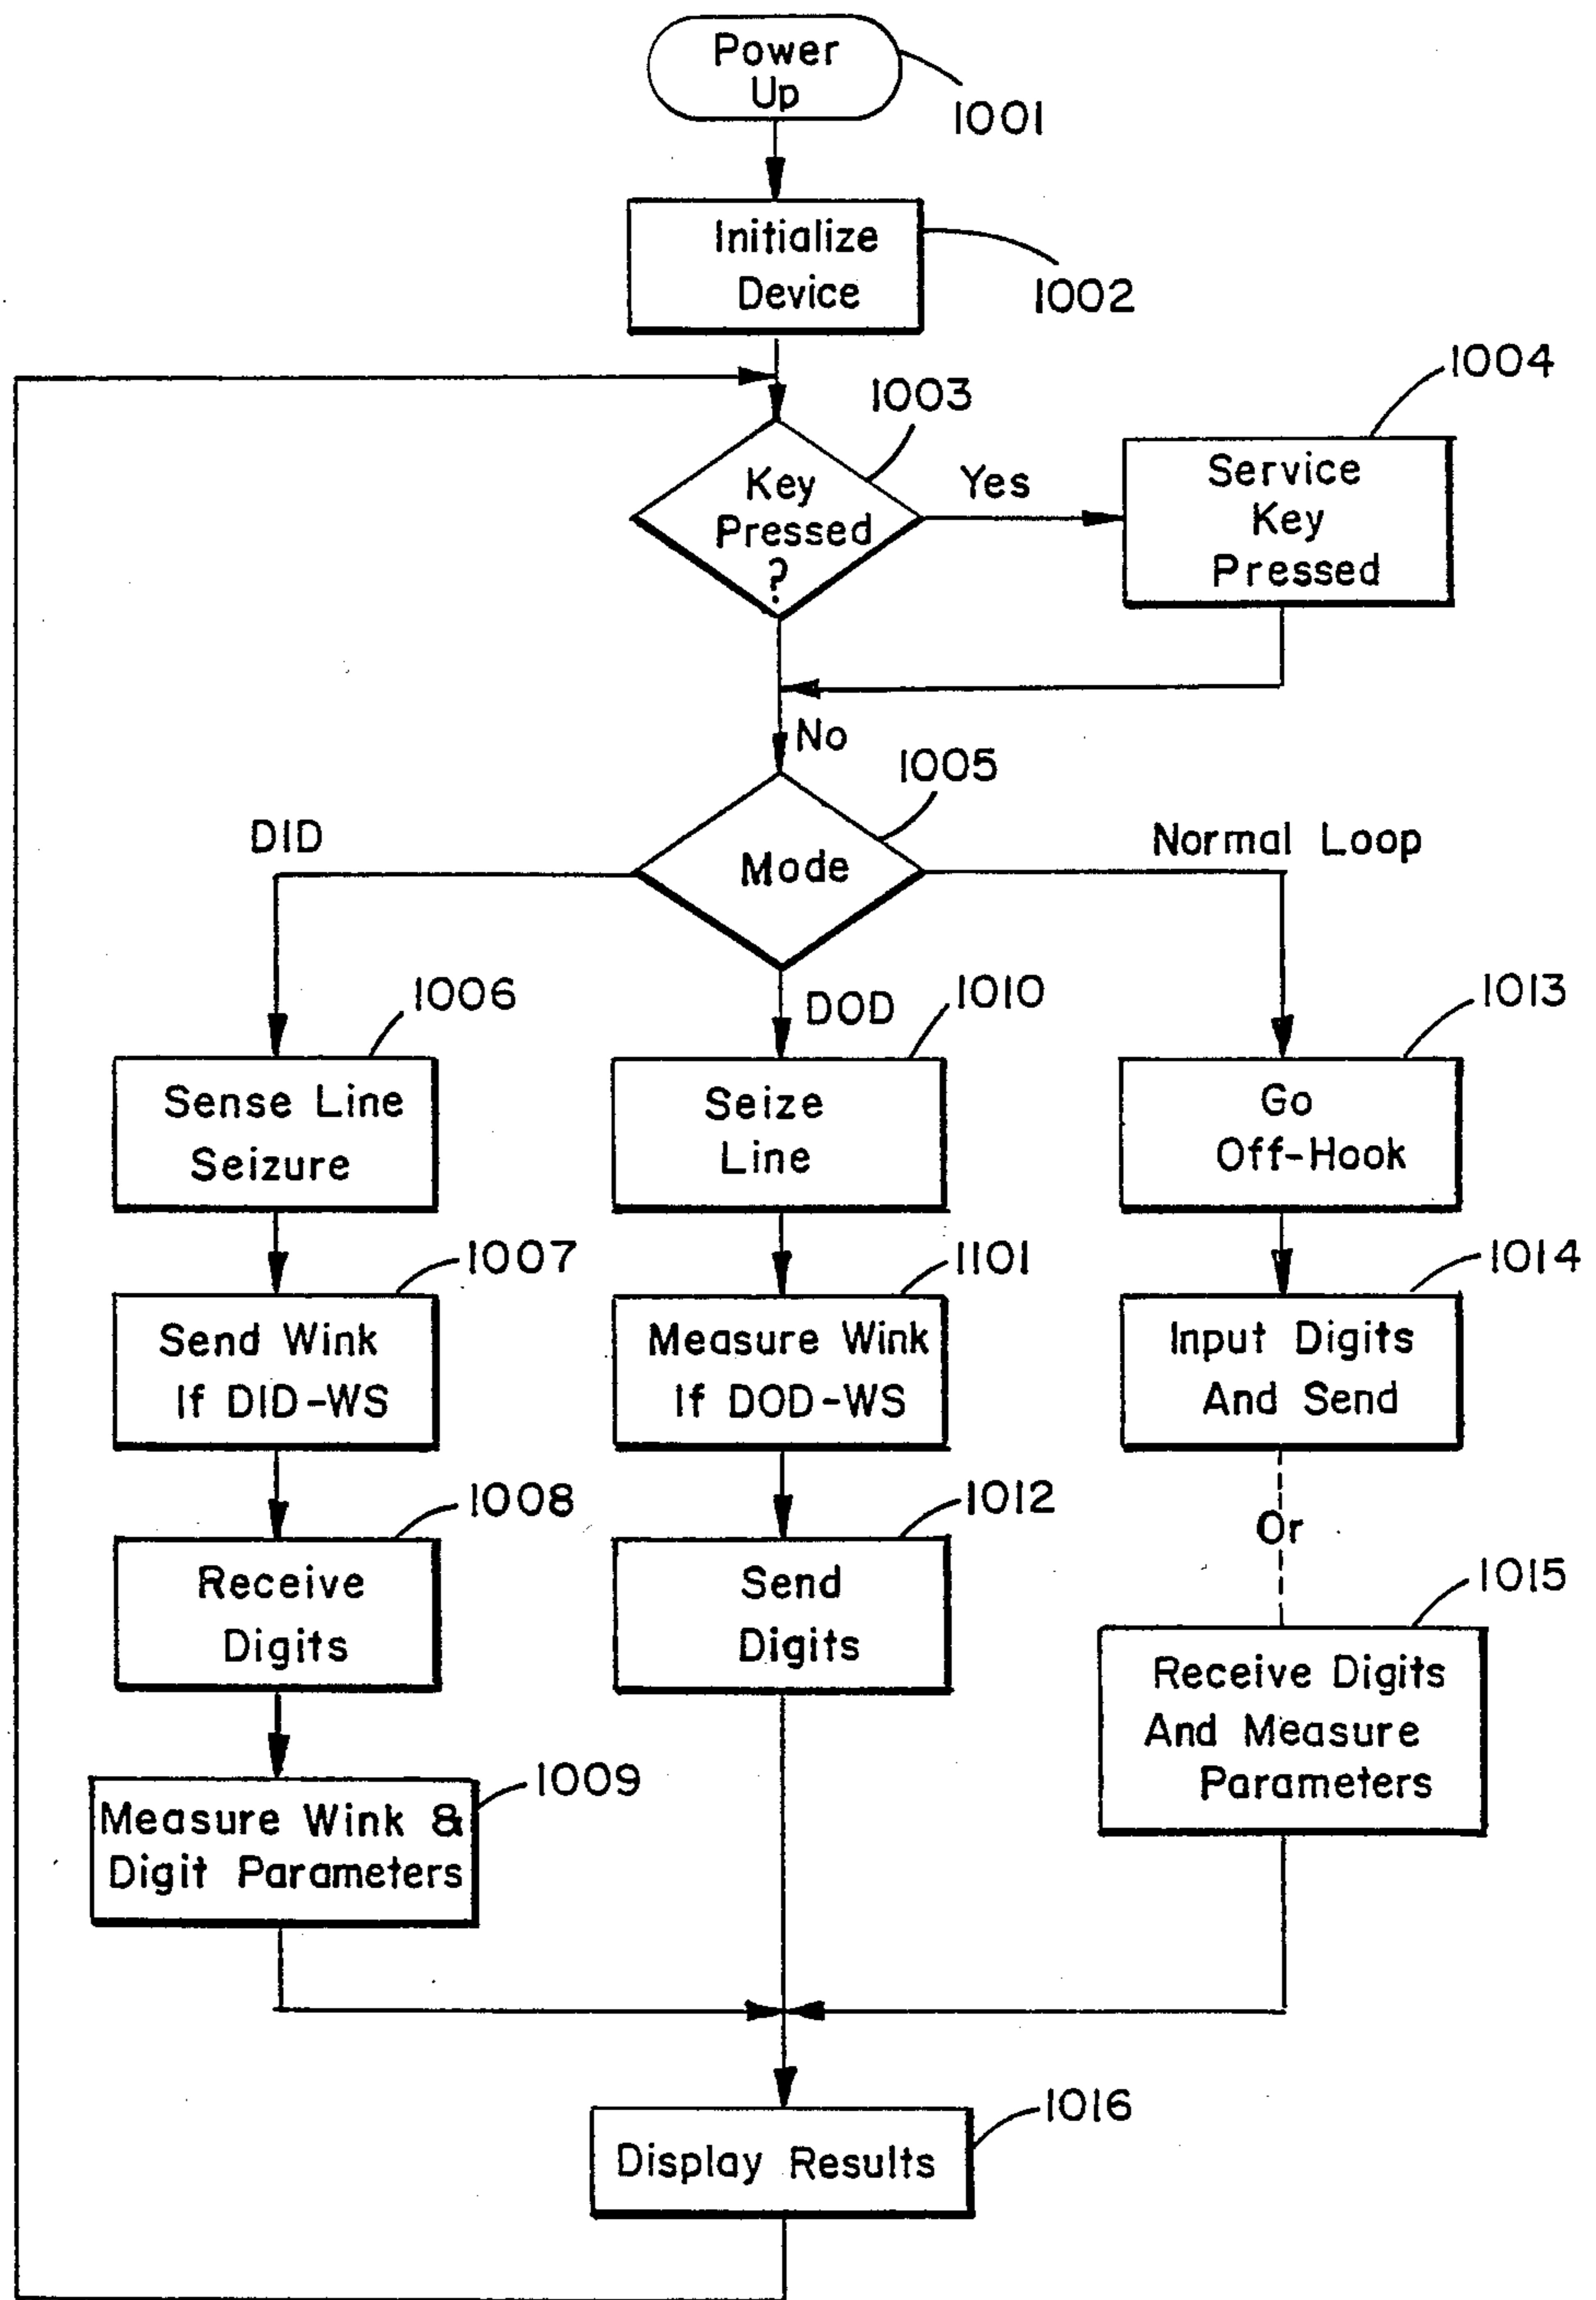 Power
Up
1001
Initialize
Device
1002
1003
1004
Key
Pressed
?
Yes
Service
Key
Pressed
No
1005
DID
Mode
Normal Loop
1006
DOD
1010
1013
Sense Line
Seizure
Seize
Line
Go
Off-Hook
1007
1101
1014
Send Wink
If DID-WS
Measure Wink
If DOD-WS
Input Digits
And Send
1008
1012
Or
Receive
Digits
Send
Digits
1015
Receive Digits
And Measure
Parameters
1009
Measure Wink &
Digit Parameters
1016
Display Results